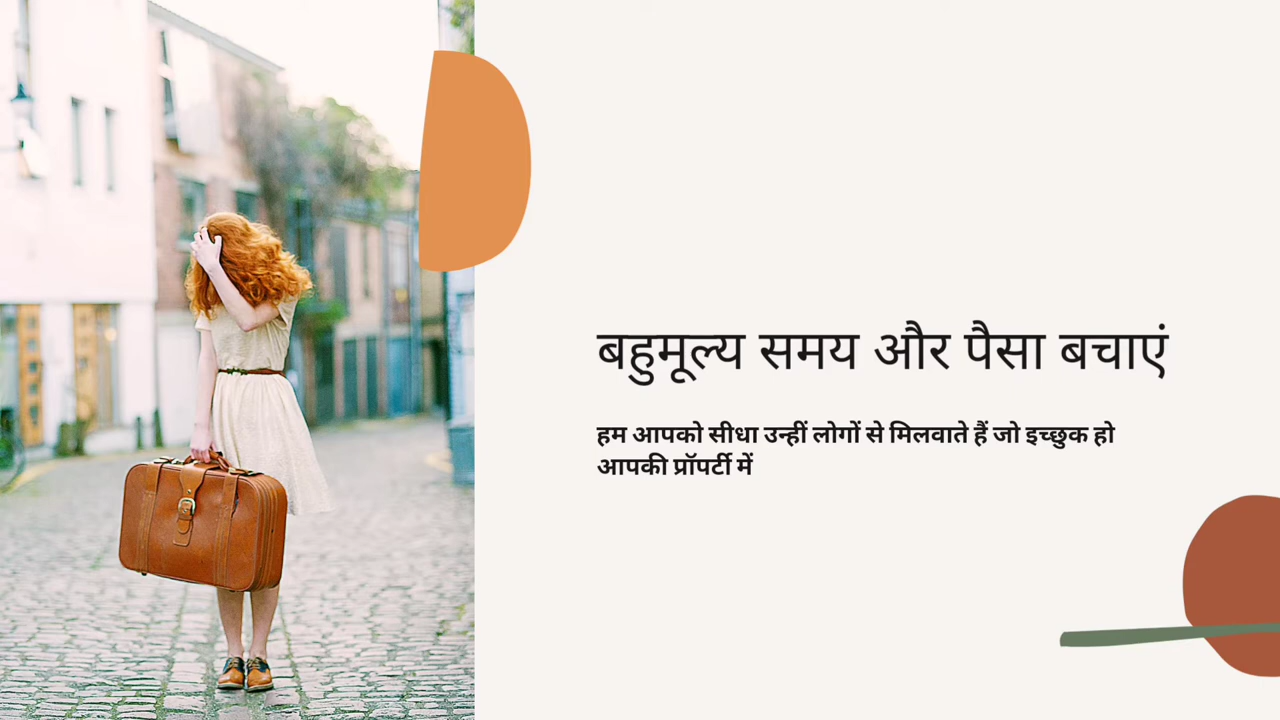 बहुमूल्य समय और पैसा बचाएं
हम आपको सीधा उन्हीं लोगों से मिलवाते हैं जो इच्छुक हो
आपकी प्रॉपर्टी में